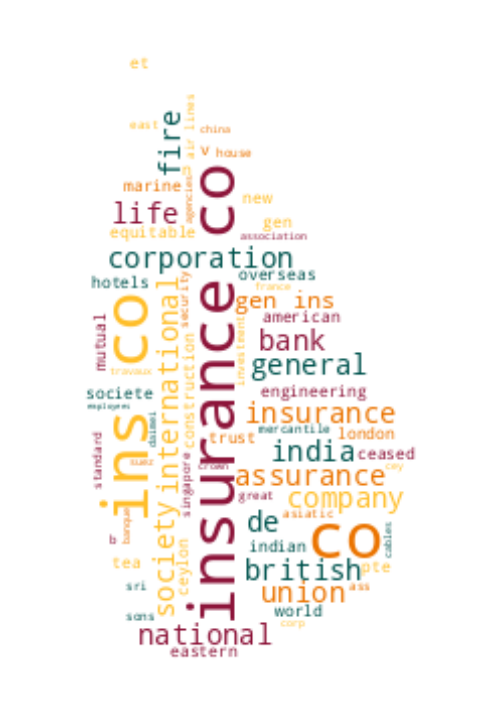 et
air lines
east
fire
china
v house
marine
agencies
co
new
life
gen
equitable
association
corporation
overseas
hotels
france
insurance
gen ins
ins co
international
security
american
mutual
construction
investment
bank
travaux
general
societe
engineering
employees
insurance
daimei
mercantile
london
trust
india
ceased
standard
suez
crown
cey
assurance
singapore
great
company
society
asiatic
de
co
cables
b
banque
indian
ceylon
tea
british
pte
sri
union
ass
world
sons
corp
national
eastern